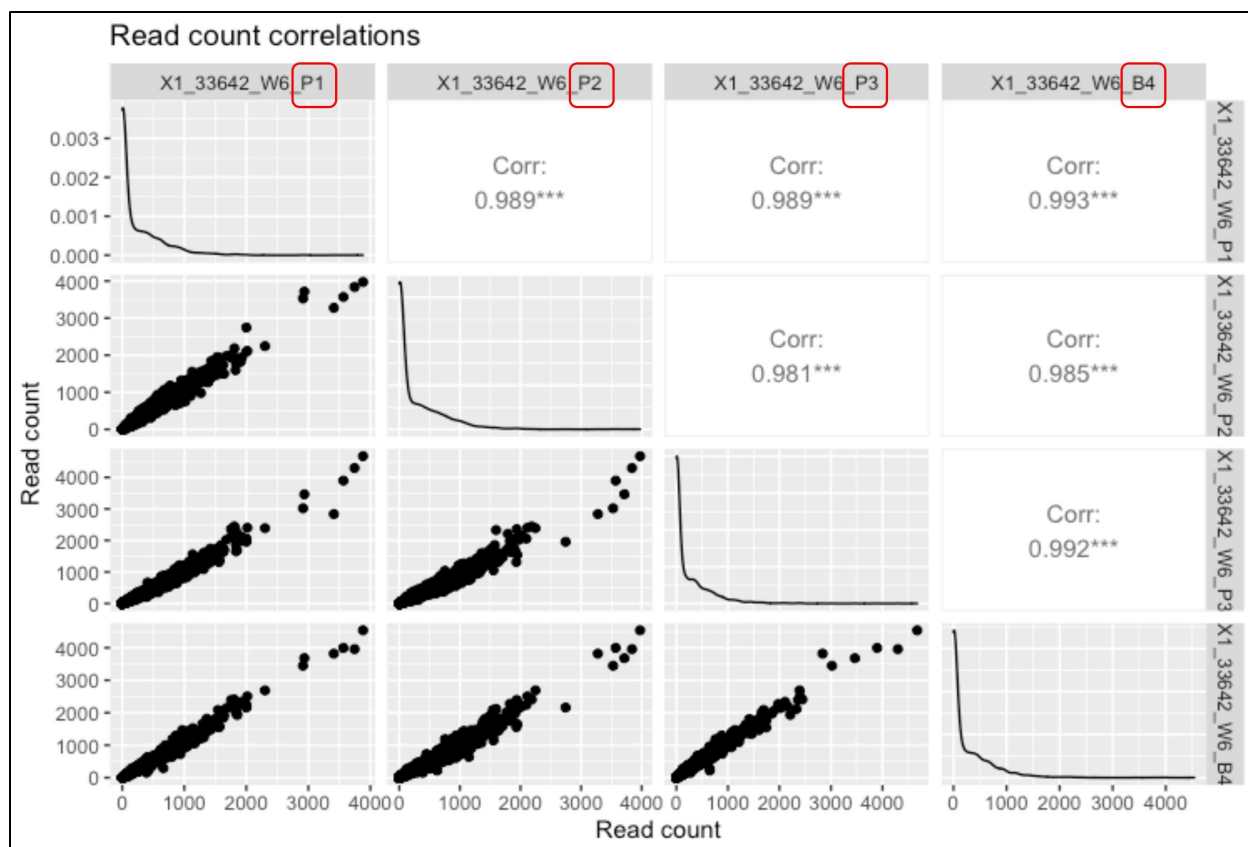 Read count correlations
X1_33642_W6_P1 X1_33642_W6_P2 X1_33642_W6_P3 X1_33642_W6_B4
0.003
0.002
0.001
0.000
Corr:
0.989***
Corr:
0.989***
Corr:
0.993***
X1_33642_W6_P1
4000
3000
2000
1000
0
Corr:
0.981***
Corr:
0.985***
X1_33642_W6_P2
Read count
4000
3000
2000
1000
0
Corr:
0.992***
X1_33642_W6_P3
4000
3000
2000
1000
0
X1_33642_W6_B4
0 1000 2000 3000 4000 0 1000 2000 3000 4000 0 1000 2000 3000 4000 0 1000 2000 3000 4000
Read count